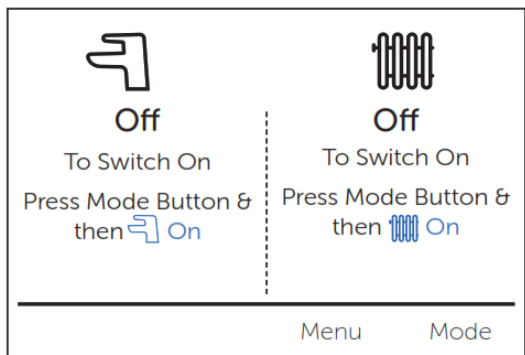 Off
To Switch On
Press Mode Button &
then On
Off
To Switch On
Press Mode Button &
then On
Menu
Mode